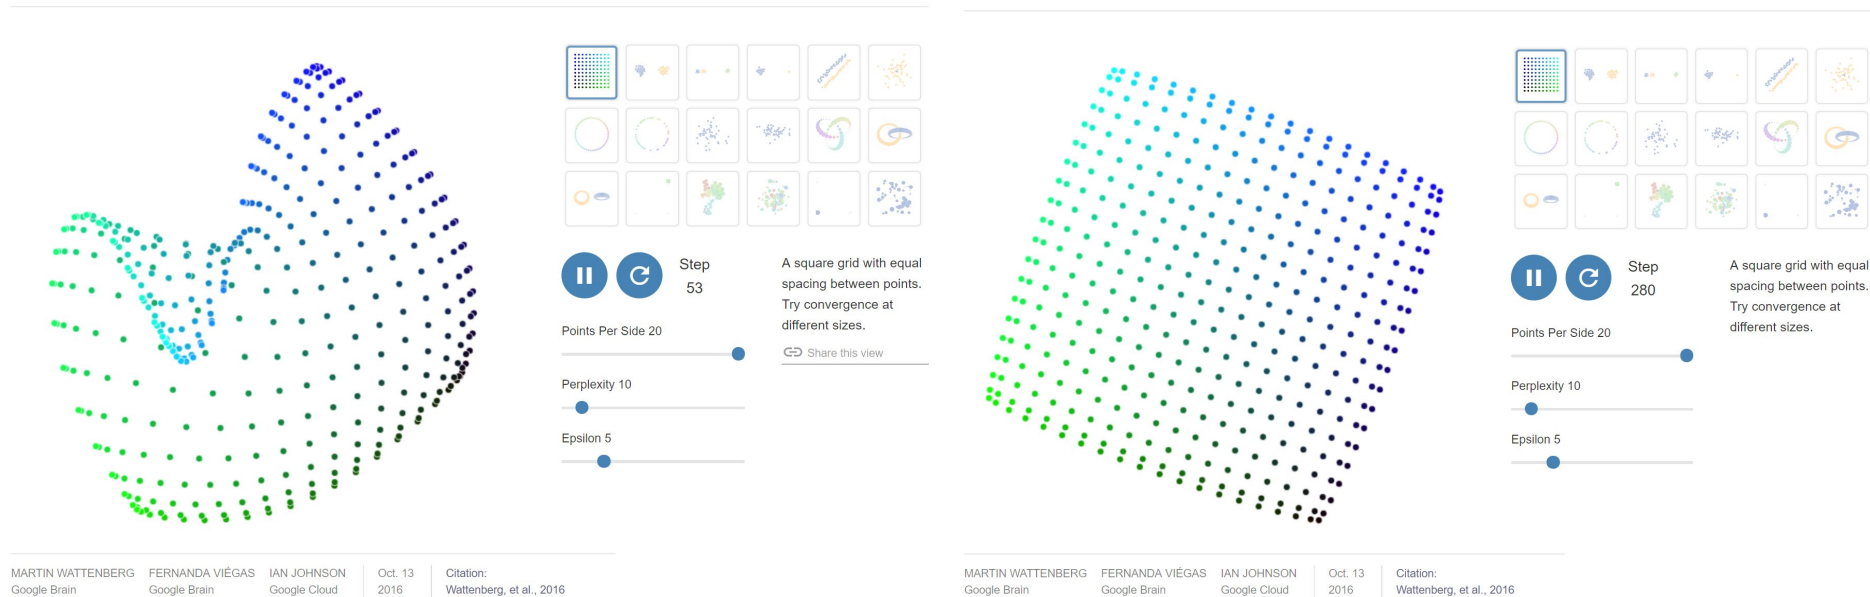 Step
53
A square grid with equal
spacing between points.
Try convergence at
different sizes.
Share this view
Points Per Side 20
Perplexity 10
Epsilon 5
MARTIN WATTENBERG
Google Brain
FERNANDA VIÉGAS
Google Brain
IAN JOHNSON
Google Cloud
Oct. 13
2016
Citation:
Wattenberg, et al., 2016
Step
280
A square grid with equal
spacing between points.
Try convergence at
different sizes.
Points Per Side 20
Perplexity 10
Epsilon 5
MARTIN WATTENBERG
Google Brain
FERNANDA VIÉGAS
Google Brain
IAN JOHNSON
Google Cloud
Oct. 13
2016
Citation:
Wattenberg, et al., 2016